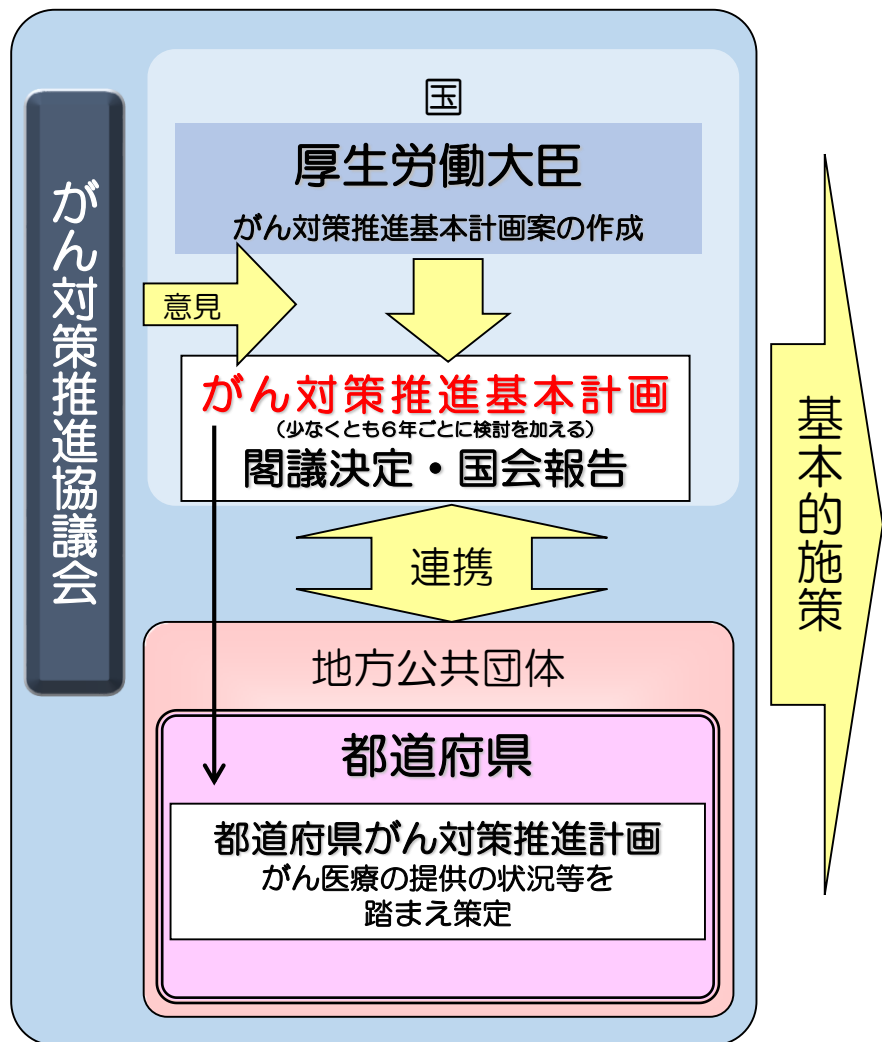 がん対策推進協議会
国
厚生労働大臣
がん対策推進基本計画案の作成
意見
がん対策推進基本計画
（少なくとも６年ごとに検討を加える）
閣議決定・国会報告
連携
地方公共団体
都道府県
都道府県がん対策推進計画
がん医療の提供の状況等を
踏まえ策定
基本的施策